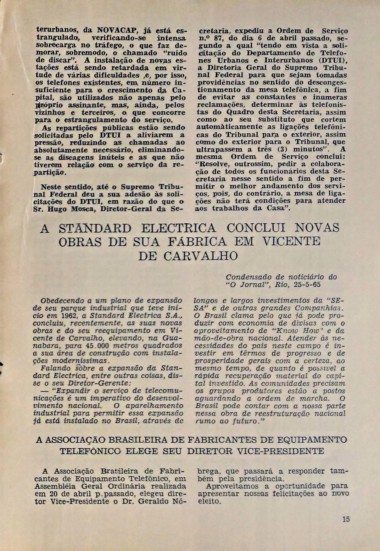 terurbanos, da NOVACAP, já está es-
trangulado, verificando-se intensa
sobrecarga no tráfego, o que faz de-
morar, sobremodo, o chamado "ruído
de discar". A instalação de novas es-
tações está sendo retardada em vir-
tude de várias dificuldades e, por isso,
os telefones existentes, em número in-
suficiente para o crescimento da Ca-
pital, são utilizados não apenas pelo
próprio assinante, mas, ainda, pelos
vizinhos e terceiros, o que concorre
para o estrangulamento do serviço.
As repartições públicas estão sendo
solicitadas pelo DTUI a aliviarem a
pressão, reduzindo as chamadas ao
absolutamente necessário, eliminando-
se as discagens inúteis e as que não
tiverem relação com o serviço da re-
partição.
Neste sentido, até o Supremo Tribu-
nal Federal deu a sua adesão às soli-
citações do DTUI, em razão do que o
Sr. Hugo Mosca, Diretor-Geral da Se-
cretaria, expediu a Ordem de Serviço
n.º 87, do dia 6 de abril passado, se-
gundo a qual "tendo em vista a soli-
citação do Departamento de Telefo-
nes Urbanos e Interurbanos (DTUI),
a Diretoria Geral do Supremo Tribu-
nal Federal para que sejam tomadas
providências no sentido do descongес-
tionamento da mesa telefônica, a fim
de evitar as constantes e inumeras
reclamações, determinar às telefonis-
tas do Quadro desta Secretaria, assim
como ao seu substituto que cortem
automàticamente as ligações telefôni-
cas do Tribunal para o exterior, assim
como do exterior para o Tribunal, que
ultrapassem a três (3) minutos". A
mesma Ordem de Serviço conclui:
"Resolve, outrossim, pedir a colabora-
ção de todos os funcionários desta Se-
cretaria nesse sentido a fim de per-
mitir o melhor andamento dos servi-
ços, pois, do contrário, a mesa de liga-
ções não terá condições para atender
aos trabalhos da Casa".
A STANDARD ELECTRICA CONCLUI NOVAS
OBRAS DE SUA FÁBRICA EM VICENTE
DE CARVALHO
Condensado de noticiário do
"O Jornal", Rio, 25-5-65
Obedecendo a um plano de expansão
de seu parque industrial que teve iní-
cio em 1962, a Standard Electrica S.A.,
concluiu, recentemente, as suas novas
obras e do seu reequipamento em Vi-
cente de Carvalho, elevando, na Gua-
nabara, para 45.000 metros quadrados
a sua área de construção com instala-
ções moderníssimas.
Falando sôbre a expansão da Stan-
dard Electrica, entre outras coisas, dis-
se o seu Diretor-Gerente:
— "Expandir o serviço de telecomu-
nicações é um imperativo do desenvol-
vimento nacional. O aparelhamento
industrial para permitir essa expansão
já está instalado no Brasil, através de
longos e largos investimentos da "SE-
SA" e de outras grandes Companhias.
O Brasil clama pelo que já pode pro-
duzir com economia de divisas com o
aproveitamento de "Know How" e da
mão-de-obra nacional. Atender às ne-
cessidades do país neste campo é in-
vestir em têrmos de progresso e de
prosperidade gerais com a certeza, ao
mesmo tempo, de quanto é possível a
rápida recuperação material do capi-
tal investido. As comunidades precisam
os grupos produtores estão a postos
aguardando a ordem de marcha. O
Brasil pode contar com a nossa parte
nessa obra de reestruturação nacional
rumo ao futuro."
A ASSOCIAÇÃO BRASILEIRA DE FABRICANTES DE EQUIPAMENTO
TELEFÔNICO ELEGE SEU DIRETOR VICE-PRESIDENTE
A Associação Brasileira de Fabri-
cantes de Equipamento Telefônico, em
Assembléia Geral Ordinária realizada
em 20 de abril p. passado, elegeu dire-
tor Vice-Presidente o Dr. Geraldo Nó-
brega, que passará a responder tam-
bém pela presidência.
Aproveitamos a oportunidade para
apresentar nossas felicitações ao novo
eleito.
19